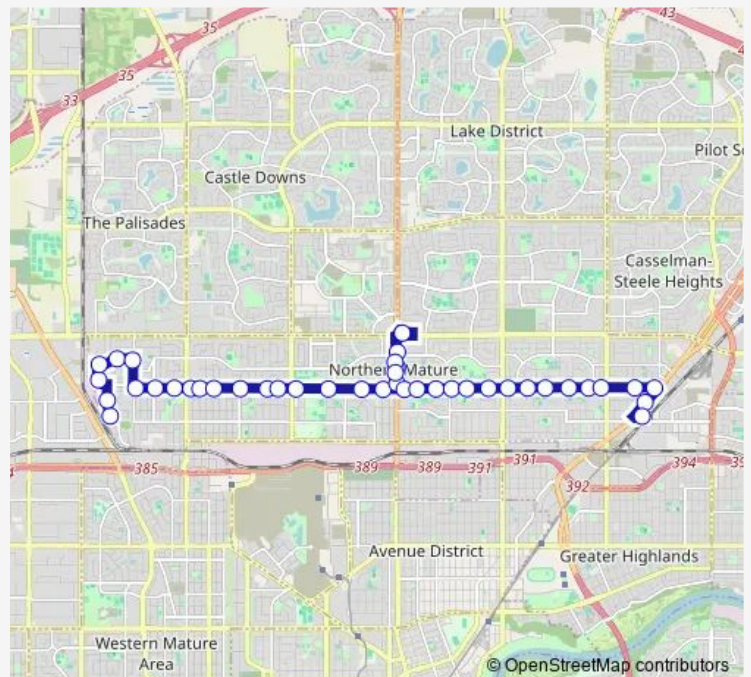 35
43
35
33
Lake District
Pilot S
Castle Downs
The Palisades
Casselman-
Steele Heights
Northern Mature
385
389
389
391
391
394
39
392
Avenue District
Greater Highlands
Western Mature
Area
© OpenStreetMap contributors